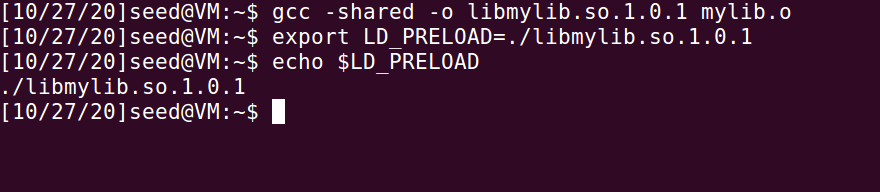 [10/27/20]seed@VM:~$ gcc -shared -o libmylib.so.1.0.1 mylib.o
[10/27/20]seed@VM:~$ export LD_PRELOAD=./libmylib.so.1.0.1
[10/27/20]seed@VM:~$ echo $LD_PRELOAD
./libmylib.so.1.0.1
[10/27/20]seed@VM:~$